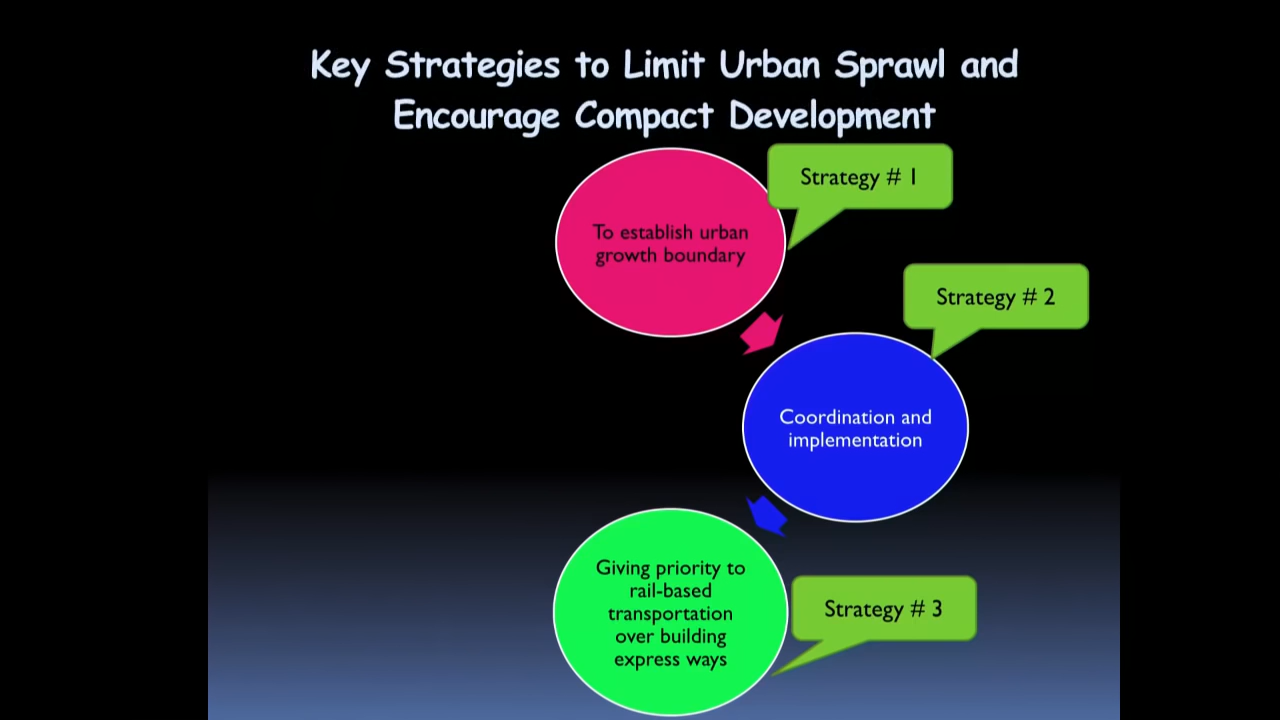 Key Strategies to Limit Urban Sprawl and
Encourage Compact Development
Strategy # 1
To establish urban
growth boundary
Strategy # 2
Coordination and
implementation
Giving priority to
rail-based
transportation
over building
express ways
Strategy # 3